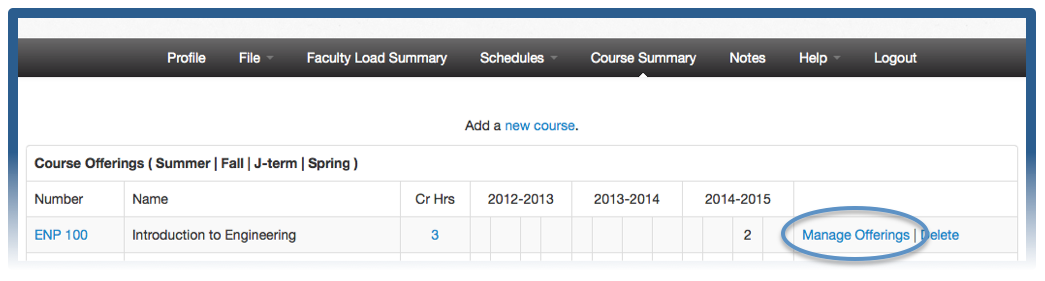 Profile File Faculty Load Summary Schedules Course Summary Notes Help Logout
Add a new course.
Course Offerings ( Summer | Fall | J-term | Spring )
Number Name Cr Hrs 2012-2013 2013-2014 2014-2015
ENP 100 Introduction to Engineering 3 2 Manage Offerings | Delete